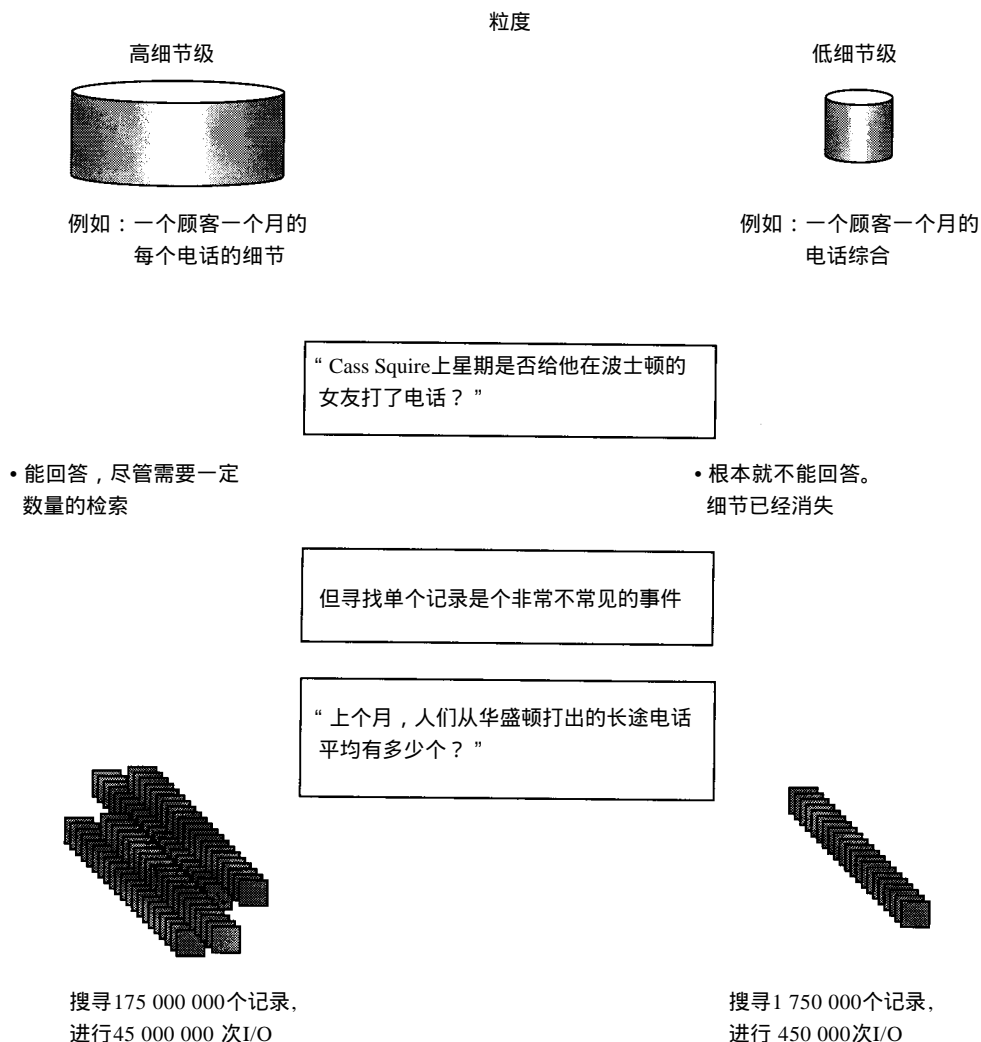 粒度
高细节级
低细节级
例如：一个顾客一个月的
每个电话的细节
例如：一个顾客一个月的
电话综合
“ Cass Squire上星期是否给他在波士顿的
女友打了电话？”
• 能回答，尽管需要一定
数量的检索
• 根本就不能回答。
细节已经消失
但寻找单个记录是个非常不常见的事件
“ 上个月，人们从华盛顿打出的长途电话
平均有多少个？”
搜寻175 000 000个记录,
进行45 000 000 次I/O
搜寻1 750 000个记录,
进行 450 000次I/O